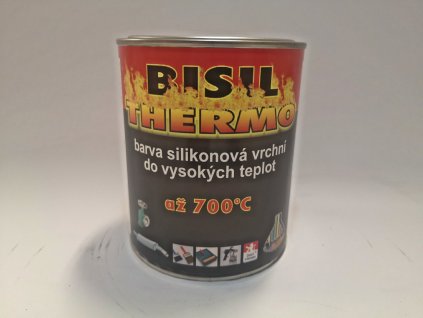 BISIL
THERMO
barva silikonová vrchní
do vysokých teplot
až 700°C